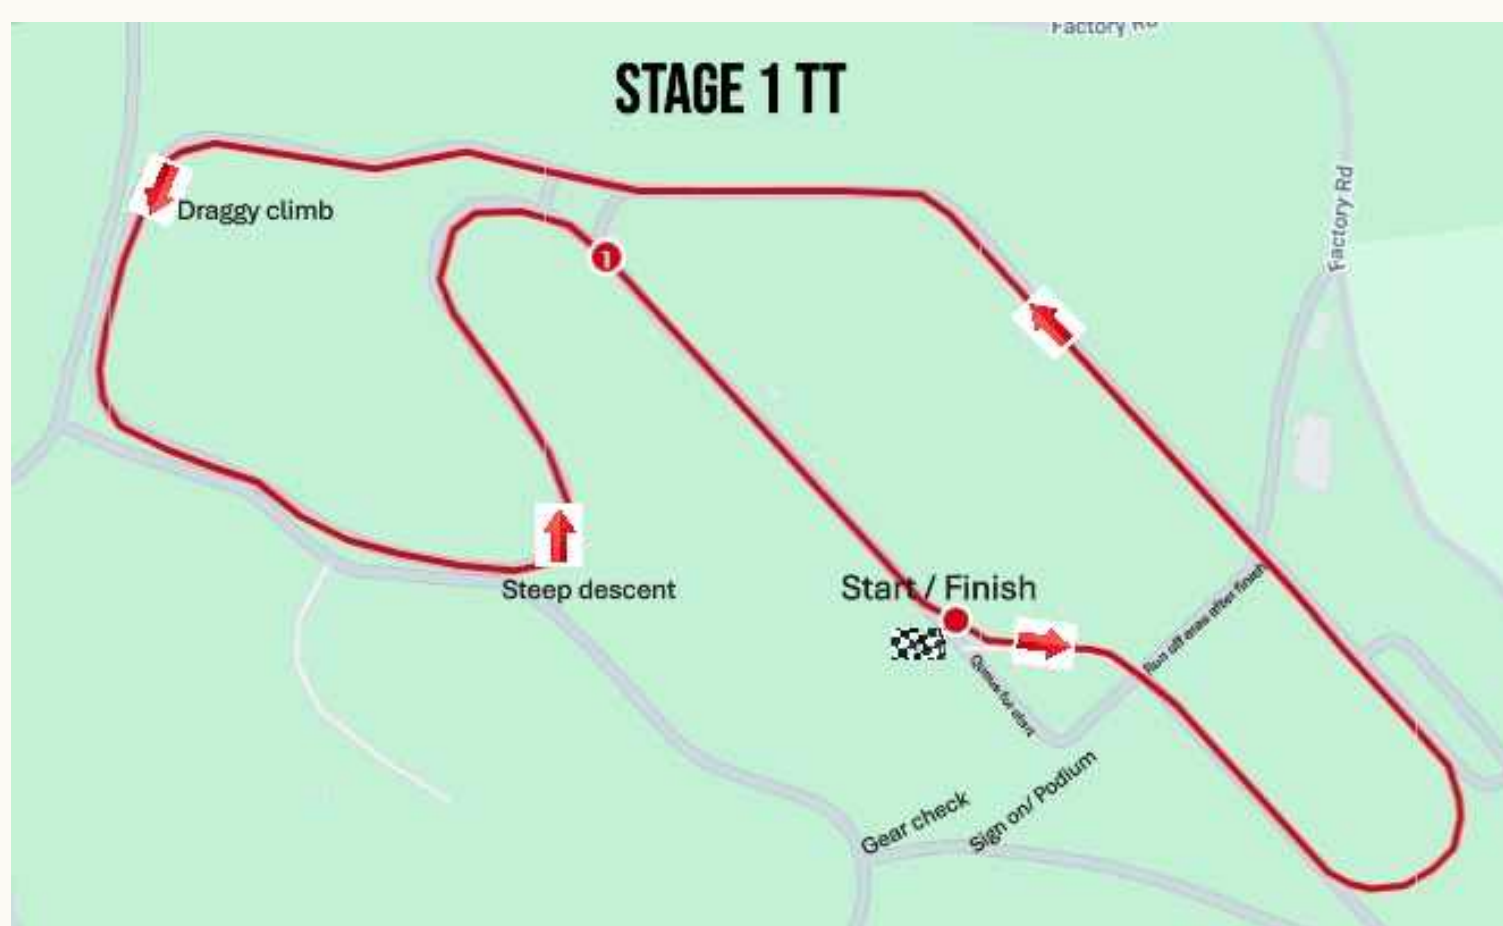 Factory Rd
STAGE 1 TT
Factory Rd
Draggy climb
1
Steep descent
Start / Finish
Run off area after finish
Queue for start
Gear check
Sign on/ Podium